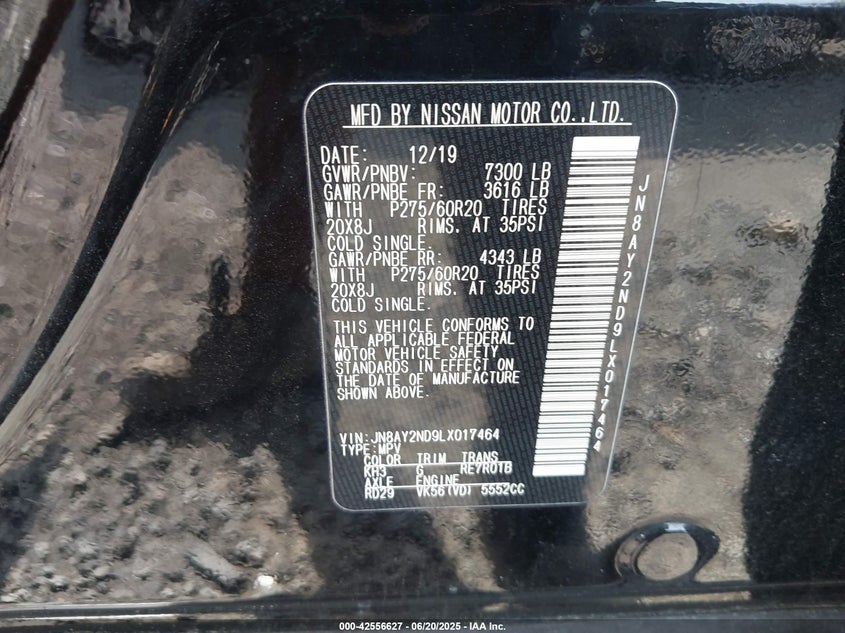 MFD BY NISSAN MOTOR CO.,LTD.
DATE: 12/19
GVWR/PNBV: 7300 LB
GAWR/PNBE FR: 3616 LB
WITH P275/60R20 TIRES
20X8J RIMS. AT 35PSI
COLD SINGLE.
GAWR/PNBE RR: 4343 LB
WITH P275/60R20 TIRES
20X8J RIMS. AT 35PSI
COLD SINGLE.
THIS VEHICLE CONFORMS TO
ALL APPLICABLE FEDERAL
MOTOR VEHICLE SAFETY
STANDARDS IN EFFECT ON
THE DATE OF MANUFACTURE
SHOWN ABOVE.
VIN:JN8AY2ND9LX017464
TYPE:MPV
COLOR TRIM TRANS
KH3 G RE7R01B
AXLE ENGINE
RD29 VK56(VD) 5552CC
JN8AY2ND9LX017464
000-42556627 - 06/20/2025 - IAA Inc.